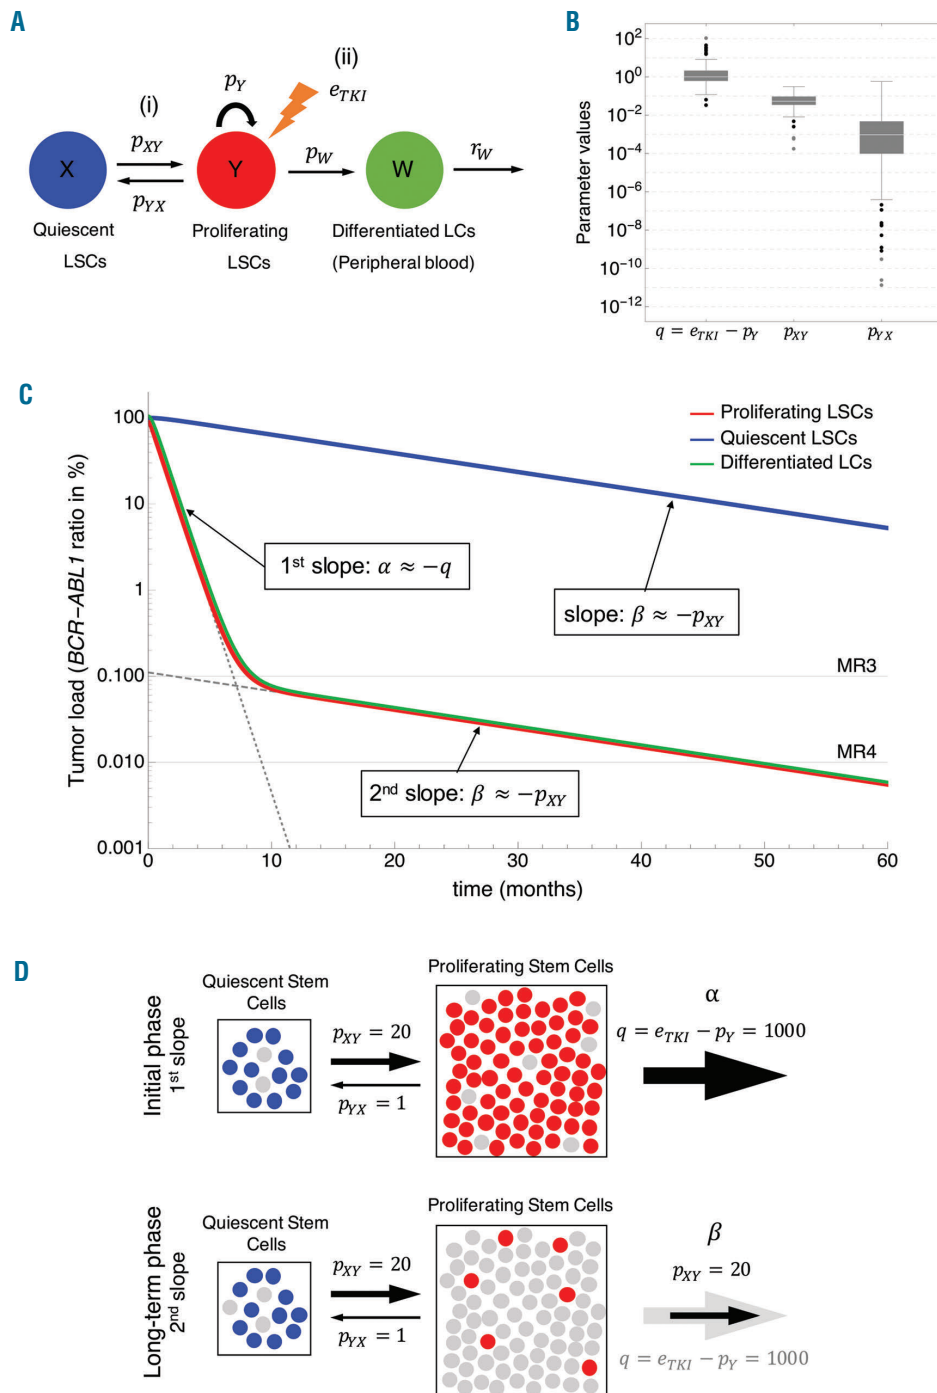 A
(i)
(ii)
p_Y
e_TKI
p_XY
p_YX
p_W
r_W
X
Y
W
Quiescent
LSCs
Proliferating
LSCs
Differentiated LCs
(Peripheral blood)
B
Parameter values
10^2
10^0
10^−2
10^−4
10^−6
10^−8
10^−10
10^−12
q = e_TKI − p_Y
p_XY
p_YX
C
Tumor load (BCR−ABL1 ratio in %)
100
10
1
0.100
0.010
0.001
Proliferating LSCs
Quiescent LSCs
Differentiated LCs
1st slope: α ≈ −q
slope: β ≈ −p_XY
2nd slope: β ≈ −p_XY
MR3
MR4
0
10
20
30
40
50
60
time (months)
D
Initial phase
1st slope
Quiescent Stem
Cells
p_XY = 20
p_YX = 1
Proliferating Stem Cells
α
q = e_TKI − p_Y = 1000
Long-term phase
2nd slope
Quiescent Stem
Cells
p_XY = 20
p_YX = 1
Proliferating Stem Cells
β
p_XY = 20
q = e_TKI − p_Y = 1000